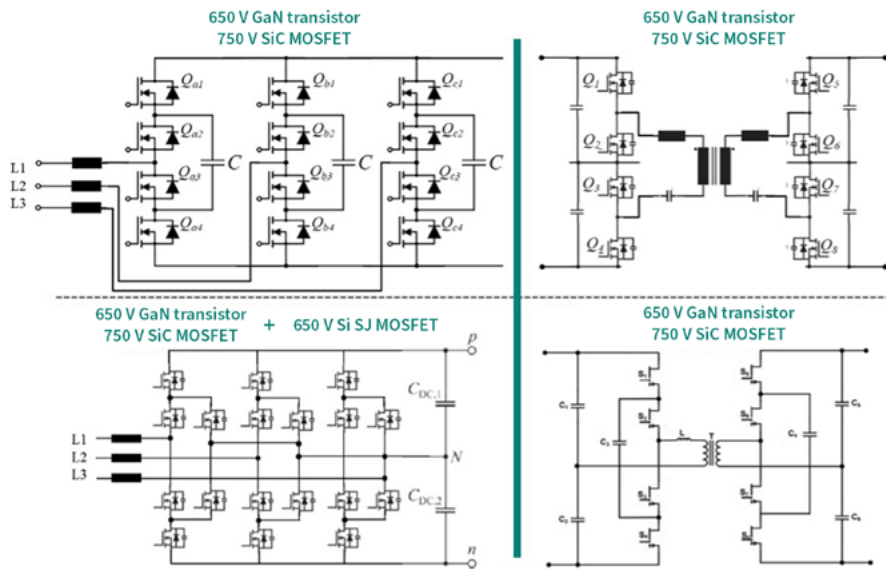 650 V GaN transistor
750 V SiC MOSFET
Qa1
Qb1
Qc1
Qa2
Qb2
Qc2
C
C
C
L1
L2
L3
Qa3
Qb3
Qc3
Qa4
Qb4
Qc4
650 V GaN transistor
750 V SiC MOSFET
Q1
Q5
Q2
Q6
Q3
Q7
Q4
Q8
650 V GaN transistor
750 V SiC MOSFET
+ 650 V Si SJ MOSFET
p
CDC,1
L1
L2
L3
N
CDC,2
n
650 V GaN transistor
750 V SiC MOSFET
S1
C1
L
T
C2